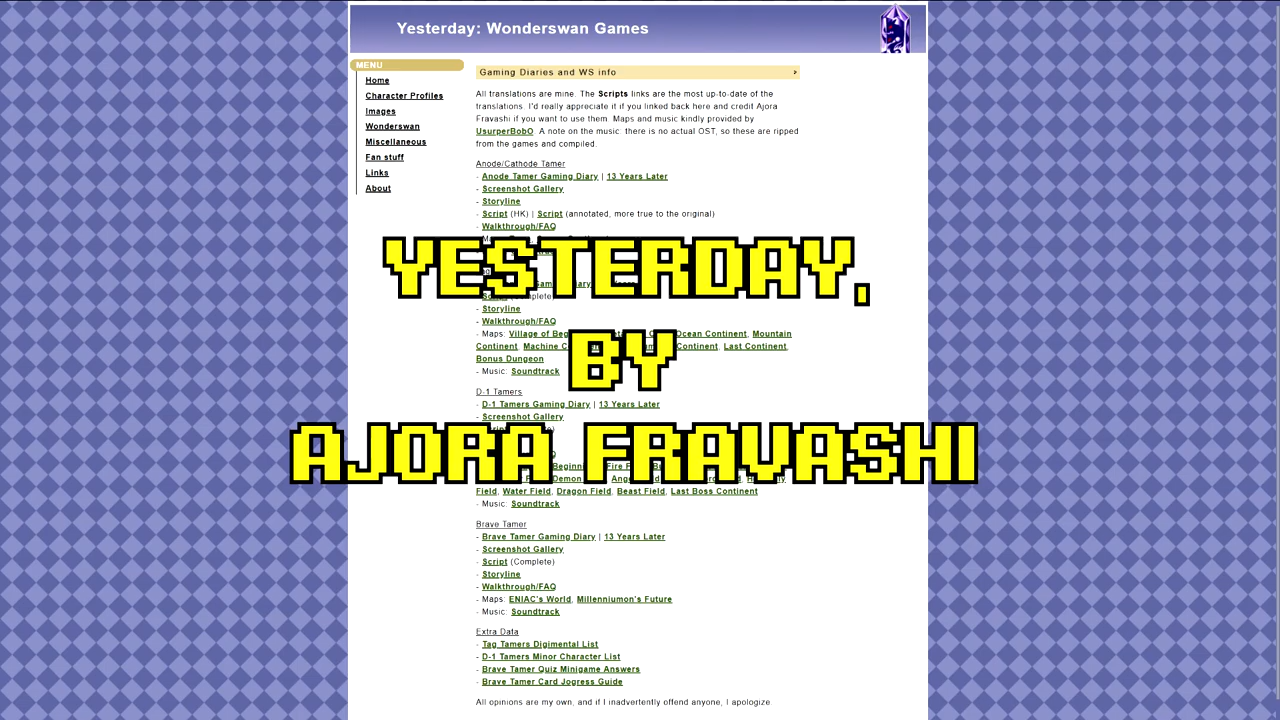 Yesterday: Wonderswan Games
MENU
Home
Character Profiles
Images
Wonderswan
Miscellaneous
Fan stuff
Links
About
Gaming Diaries and WS info
All translations are mine. The Scripts links are the most up-to-date of the
translations. I'd really appreciate it if you linked back here and credit Ajora
Fravashi if you want to use them. Maps and music kindly provided by
UsurperBobO. A note on the music: there is no actual OST, so these are ripped
from the games and compiled.
Anode/Cathode Tamer
- Anode Tamer Gaming Diary | 13 Years Later
- Screenshot Gallery
- Storyline
- Script (HK) | Script (annotated, more true to the original)
- Walkthrough/FAQ
YESTERDAY,
- Storyline
- Walkthrough/FAQ
- Maps: Village of Ocean Continent, Mountain
Continent, Machine Continent, Last Continent,
Bonus Dungeon
- Music: Soundtrack
BY
D-1 Tamers
- D-1 Tamers Gaming Diary | 13 Years Later
- Screenshot Gallery
AJORA FRAVASHI
Field, Water Field, Dragon Field, Beast Field, Last Boss Continent
- Music: Soundtrack
Brave Tamer
- Brave Tamer Gaming Diary | 13 Years Later
- Screenshot Gallery
- Script (Complete)
- Storyline
- Walkthrough/FAQ
- Maps: ENIAC's World, Millenniumon's Future
- Music: Soundtrack
Extra Data
- Tag Tamers Digimental List
- D-1 Tamers Minor Character List
- Brave Tamer Quiz Minigame Answers
- Brave Tamer Card Jogress Guide
All opinions are my own, and if I inadvertently offend anyone, I apologize.